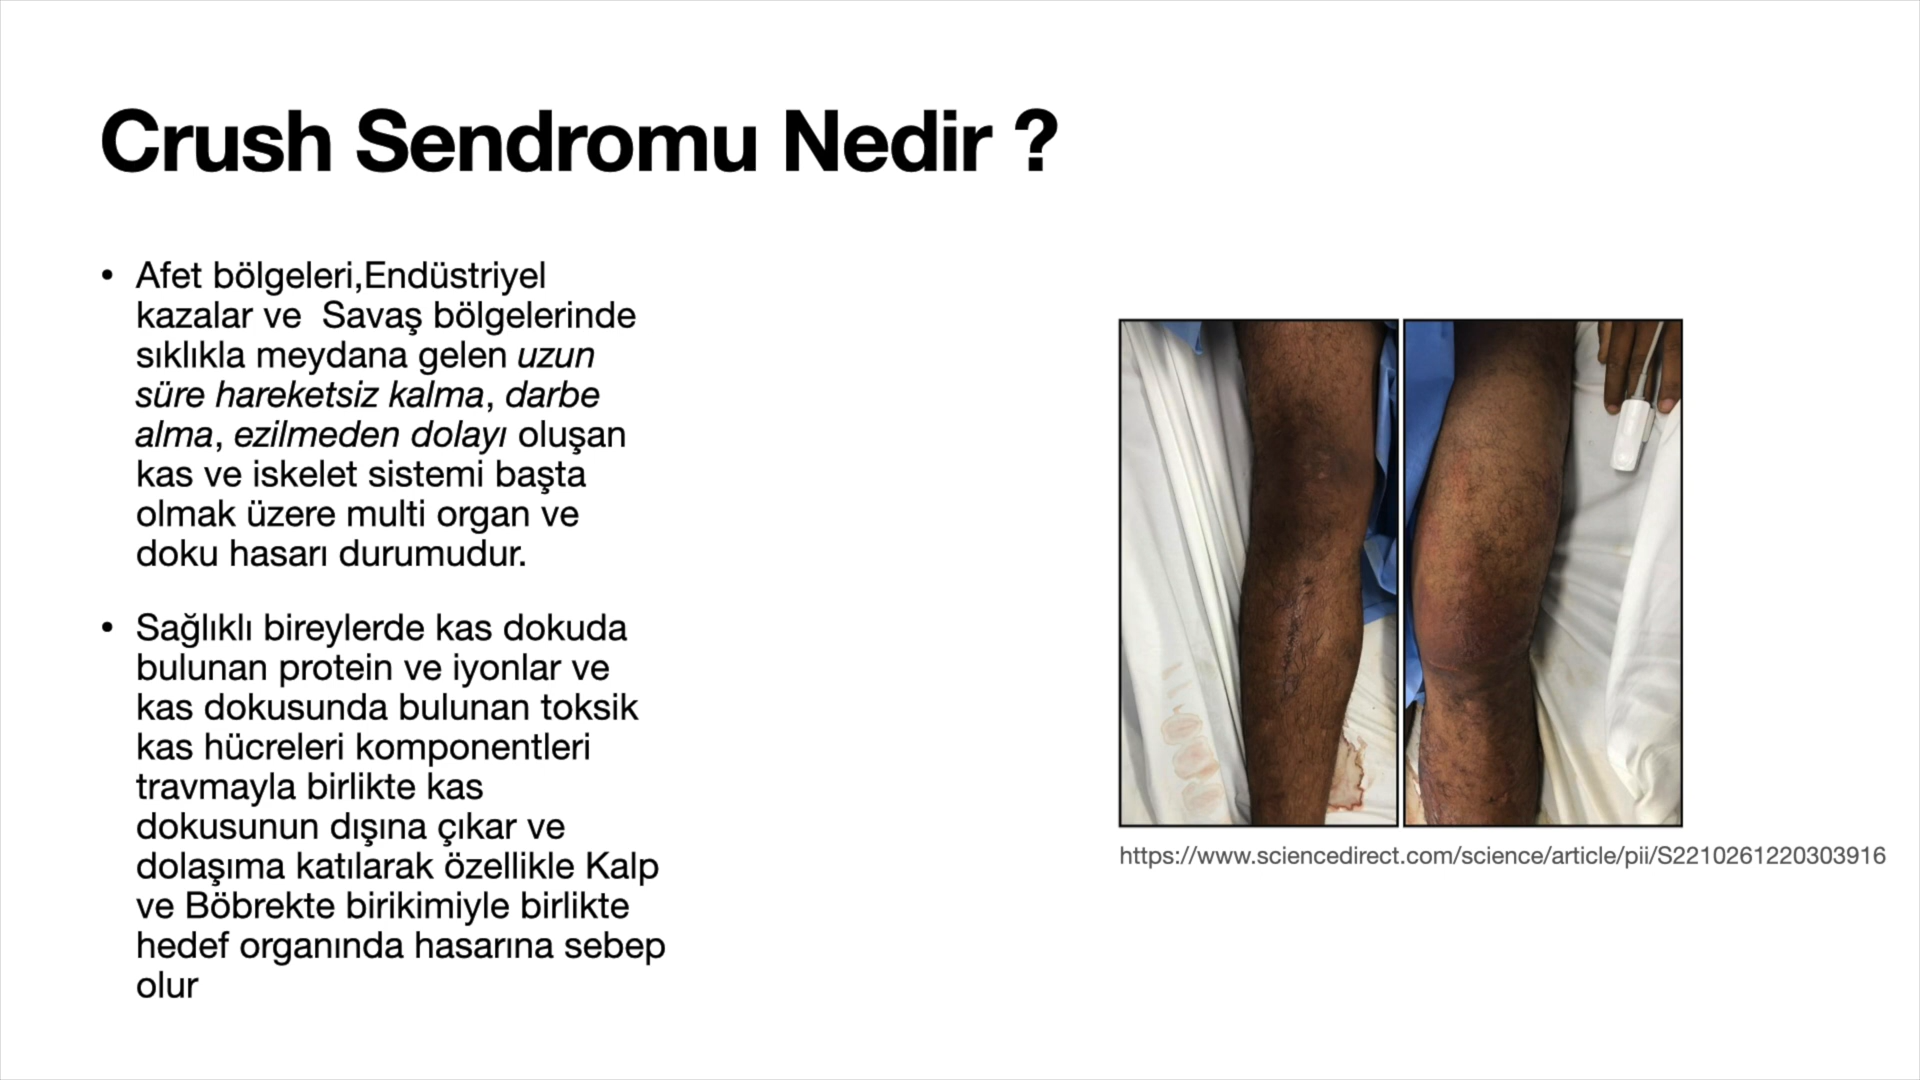 Crush Sendromu Nedir ?
• Afet bölgeleri,Endüstriyel
kazalar ve  Savaş bölgelerinde
sıklıkla meydana gelen uzun
süre hareketsiz kalma, darbe
alma, ezilmeden dolayı oluşan
kas ve iskelet sistemi başta
olmak üzere multi organ ve
doku hasarı durumudur.
• Sağlıklı bireylerde kas dokuda
bulunan protein ve iyonlar ve
kas dokusunda bulunan toksik
kas hücreleri komponentleri
travmayla birlikte kas
dokusunun dışına çıkar ve
dolaşıma katılarak özellikle Kalp
ve Böbrekte birikimiyle birlikte
hedef organında hasarına sebep
olur
https://www.sciencedirect.com/science/article/pii/S2210261220303916